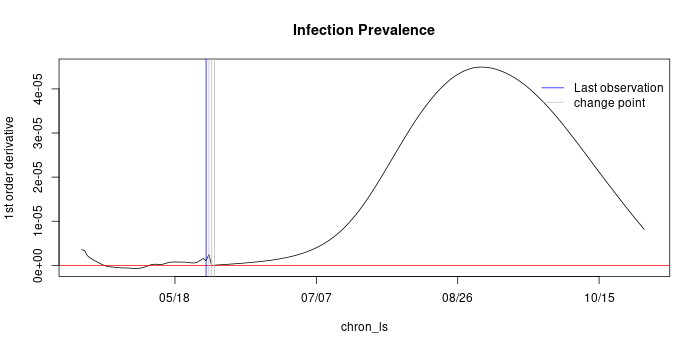 Infection Prevalence
1st order derivative
4e-05
3e-05
2e-05
1e-05
0e+00
Last observation
change point
05/18
07/07
08/26
10/15
chron_ls